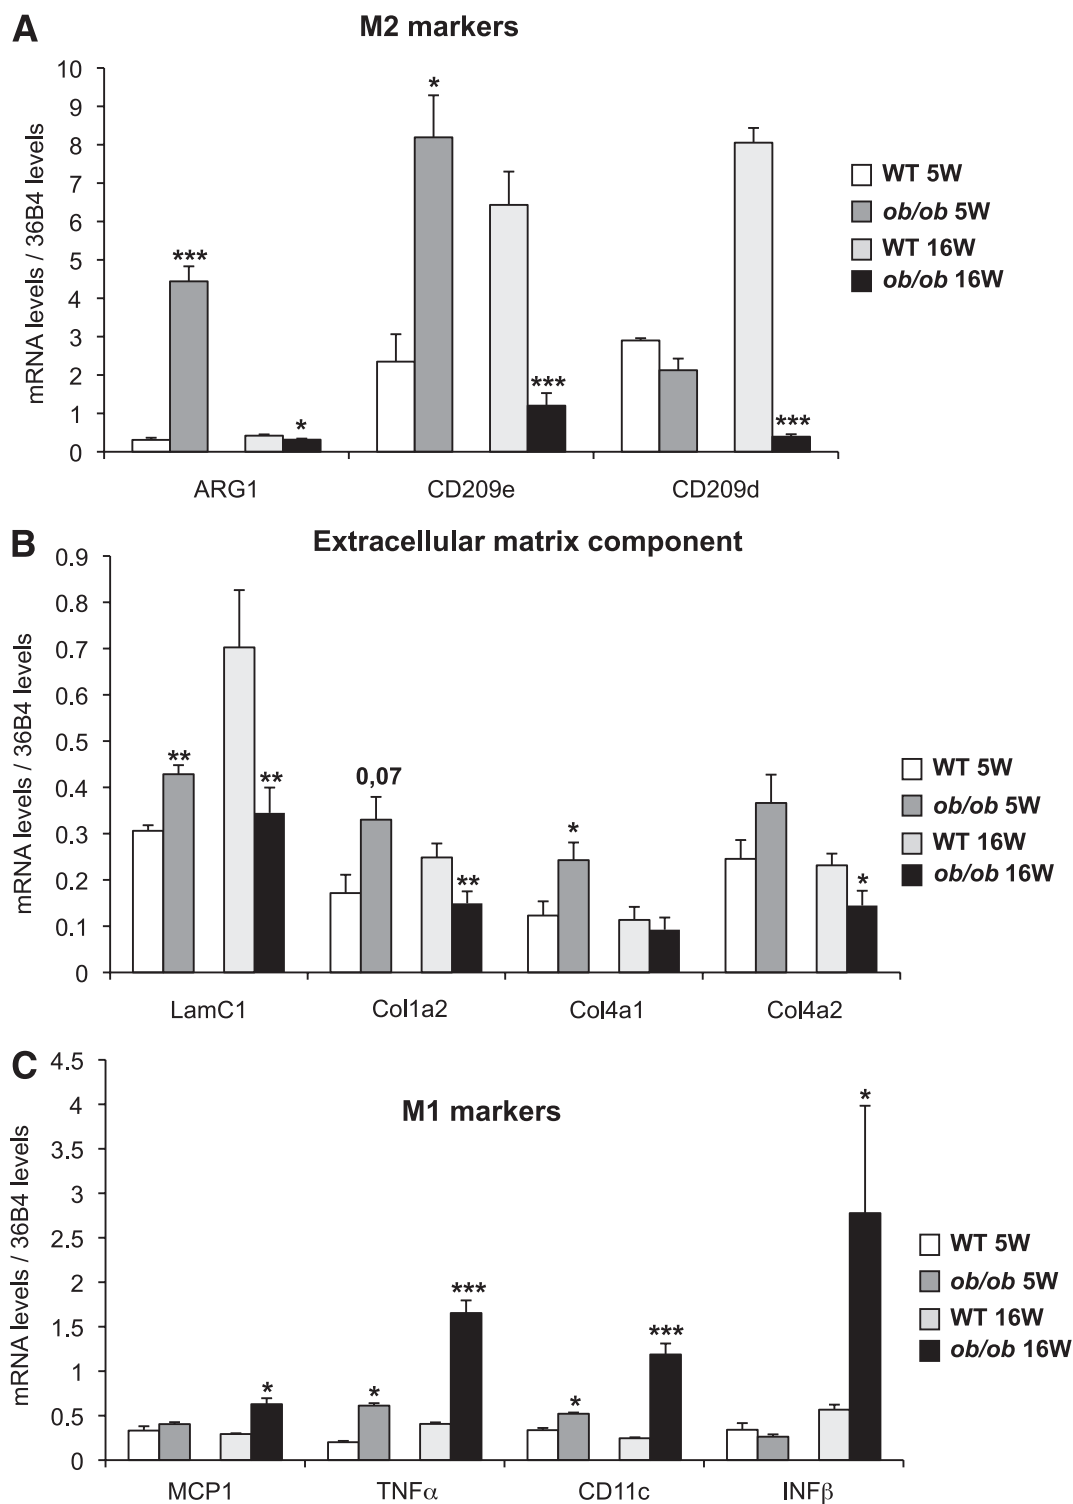 A
M2 markers
mRNA levels / 36B4 levels
10
9
8
7
6
5
4
3
2
1
0
***
*
*
***
***
ARG1
CD209e
CD209d
WT 5W
ob/ob 5W
WT 16W
ob/ob 16W
B
Extracellular matrix component
mRNA levels / 36B4 levels
0.9
0.8
0.7
0.6
0.5
0.4
0.3
0.2
0.1
0
**
**
0,07
**
*
*
LamC1
Col1a2
Col4a1
Col4a2
WT 5W
ob/ob 5W
WT 16W
ob/ob 16W
C
M1 markers
mRNA levels / 36B4 levels
4.5
4
3.5
3
2.5
2
1.5
1
0.5
0
*
*
***
*
***
*
MCP1
TNFα
CD11c
INFβ
WT 5W
ob/ob 5W
WT 16W
ob/ob 16W